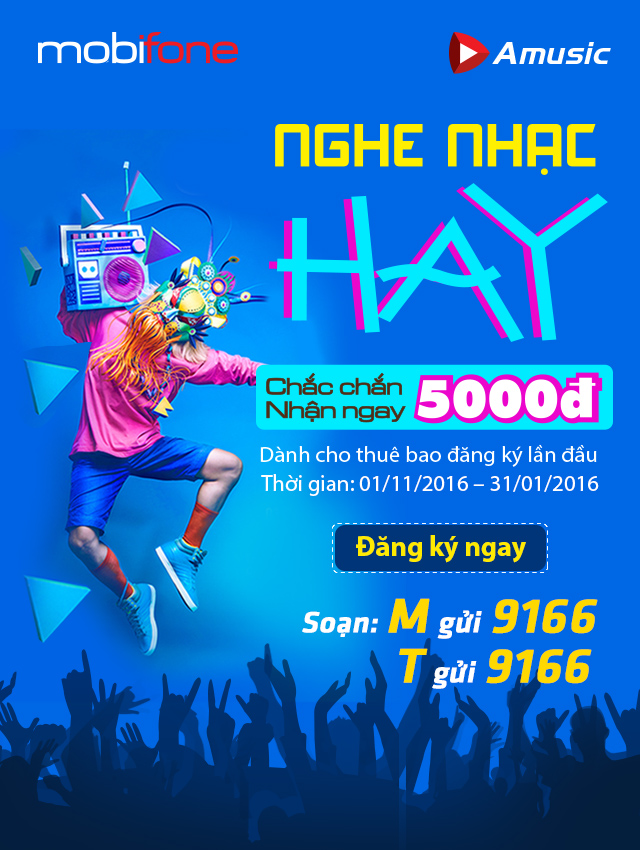 mobifone
Amusic
NGHE NHẠC
HAY
Chắc chắn
Nhận ngay 5000đ
Dành cho thuê bao đăng ký lần đầu
Thời gian: 01/11/2016 – 31/01/2016
Đăng ký ngay
Soạn: M gửi 9166
T gửi 9166